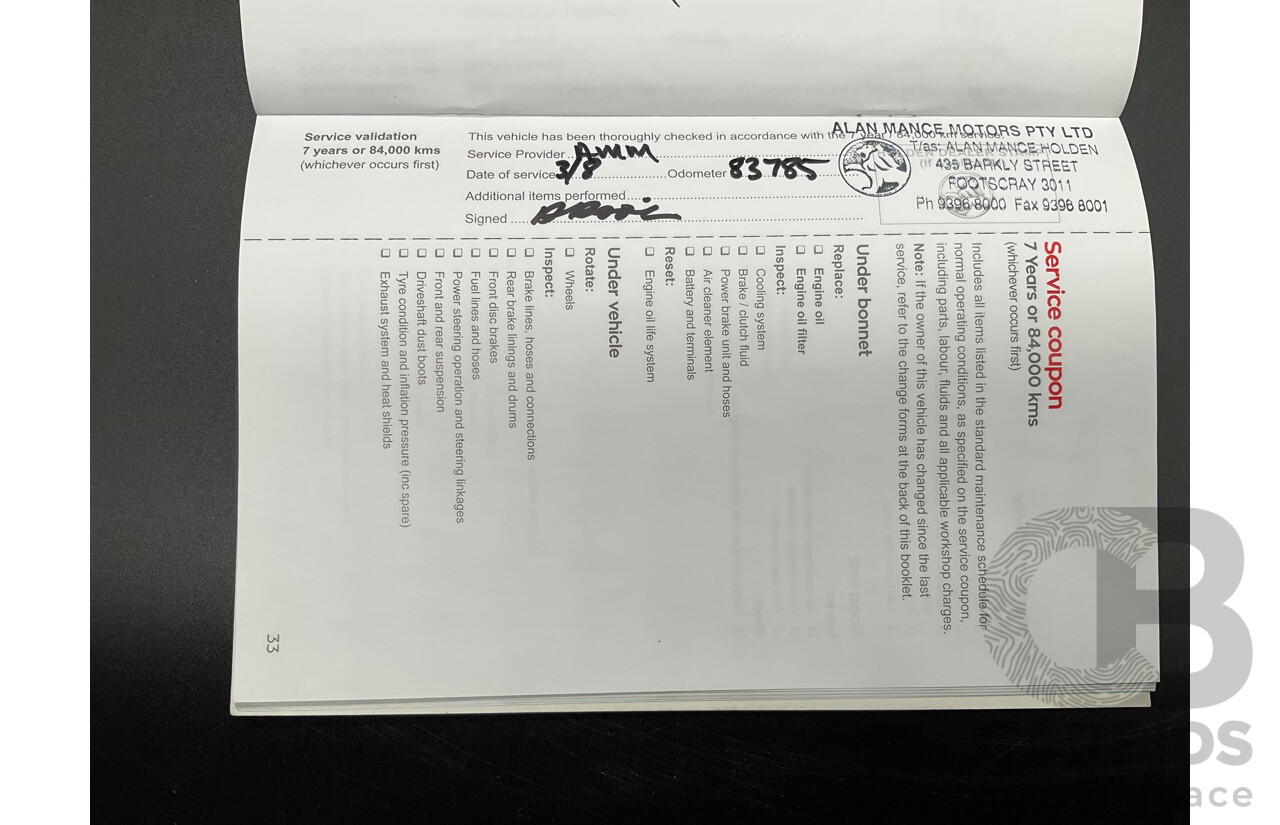 Service validation
7 years or 84,000 kms
(whichever occurs first)
This vehicle has been thoroughly checked in accordance with the 7 year / 84,000 km service.
Service Provider AMM
Date of service 3/8 Odometer 83785
Additional items performed
Signed
ALAN MANCE MOTORS PTY LTD
T/as: ALAN MANCE HOLDEN
435 BARKLY STREET
FOOTSCRAY 3011
Ph 9396 8000 Fax 9396 8001
Service coupon
7 Years or 84,000 kms
(whichever occurs first)
Includes all items listed in the standard maintenance schedule for
normal operating conditions, as specified on the service coupon,
including parts, labour, fluids and all applicable workshop charges.
Note: If the owner of this vehicle has changed since the last
service, refer to the change forms at the back of this booklet.
Under bonnet
Replace:
Engine oil
Engine oil filter
Inspect:
Cooling system
Brake / clutch fluid
Power brake unit and hoses
Air cleaner element
Battery and terminals
Reset:
Engine oil life system
Under vehicle
Rotate:
Wheels
Inspect:
Brake lines, hoses and connections
Rear brake linings and drums
Front disc brakes
Fuel lines and hoses
Power steering operation and steering linkages
Front and rear suspension
Driveshaft dust boots
Tyre condition and inflation pressure (inc spare)
Exhaust system and heat shields
33